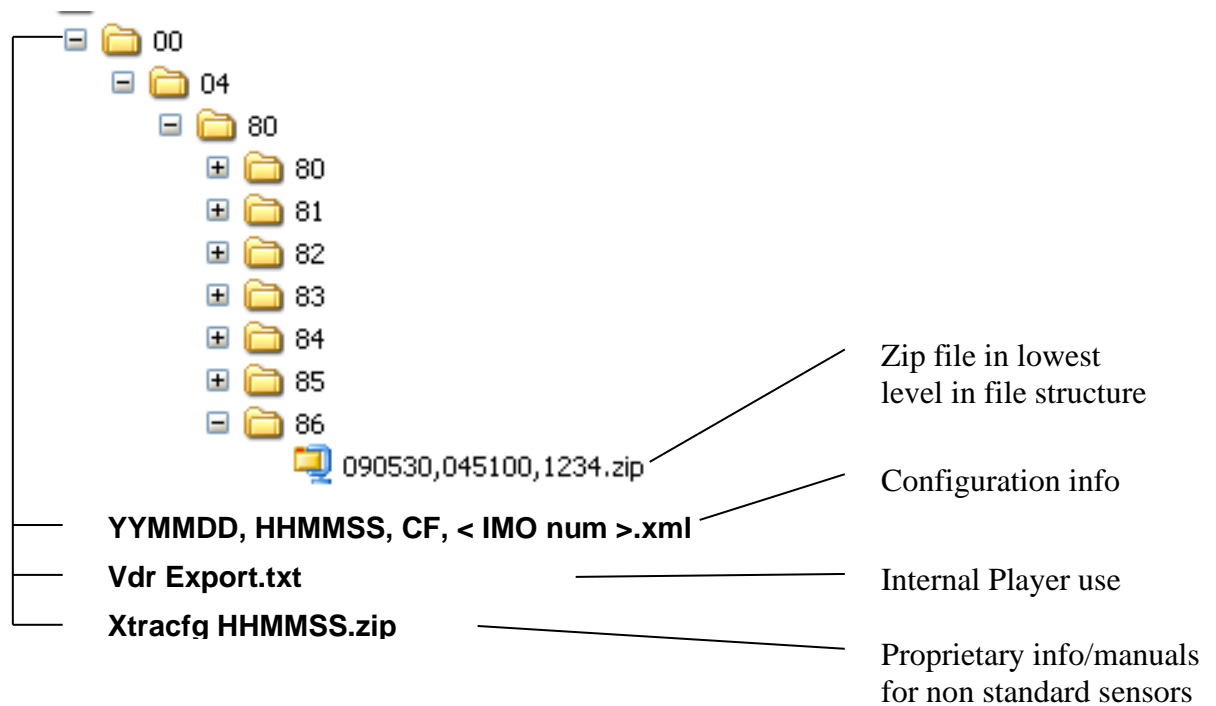 00
04
80
80
81
82
83
84
85
86
090530,045100,1234.zip
Zip file in lowest
level in file structure
Configuration info
YYMMDD, HHMMSS, CF, < IMO num >.xml
Vdr Export.txt
Internal Player use
Xtracfg HHMMSS.zip
Proprietary info/manuals
for non standard sensors